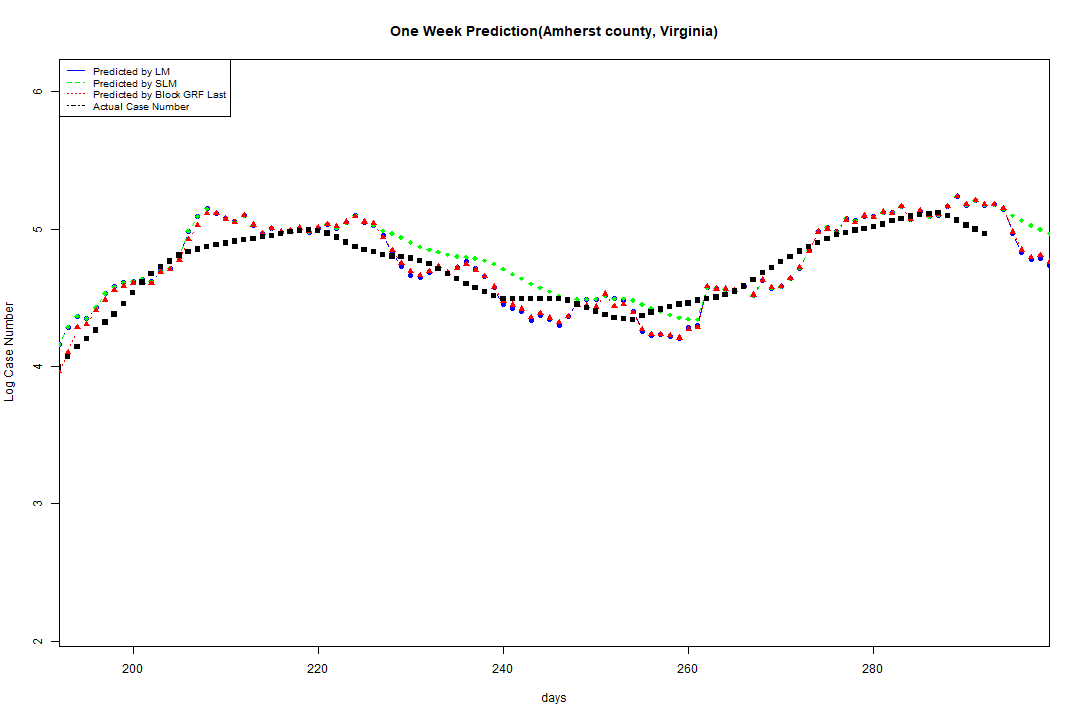 One Week Prediction(Amherst county, Virginia)
Predicted by LM
Predicted by SLM
Predicted by Block GRF Last
Actual Case Number
6
5
4
3
2
Log Case Number
200 220 240 260 280
days